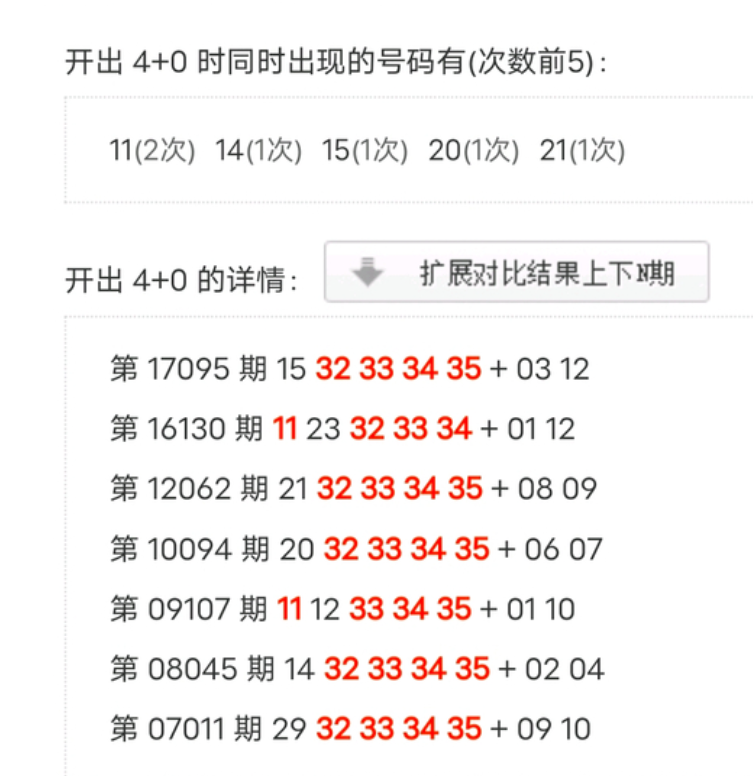 开出 4+0 时同时出现的号码有(次数前5)：
11(2次) 14(1次) 15(1次) 20(1次) 21(1次)
开出 4+0 的详情： 扩展对比结果上下N期
第 17095 期 15 32 33 34 35 + 03 12
第 16130 期 11 23 32 33 34 + 01 12
第 12062 期 21 32 33 34 35 + 08 09
第 10094 期 20 32 33 34 35 + 06 07
第 09107 期 11 12 33 34 35 + 01 10
第 08045 期 14 32 33 34 35 + 02 04
第 07011 期 29 32 33 34 35 + 09 10